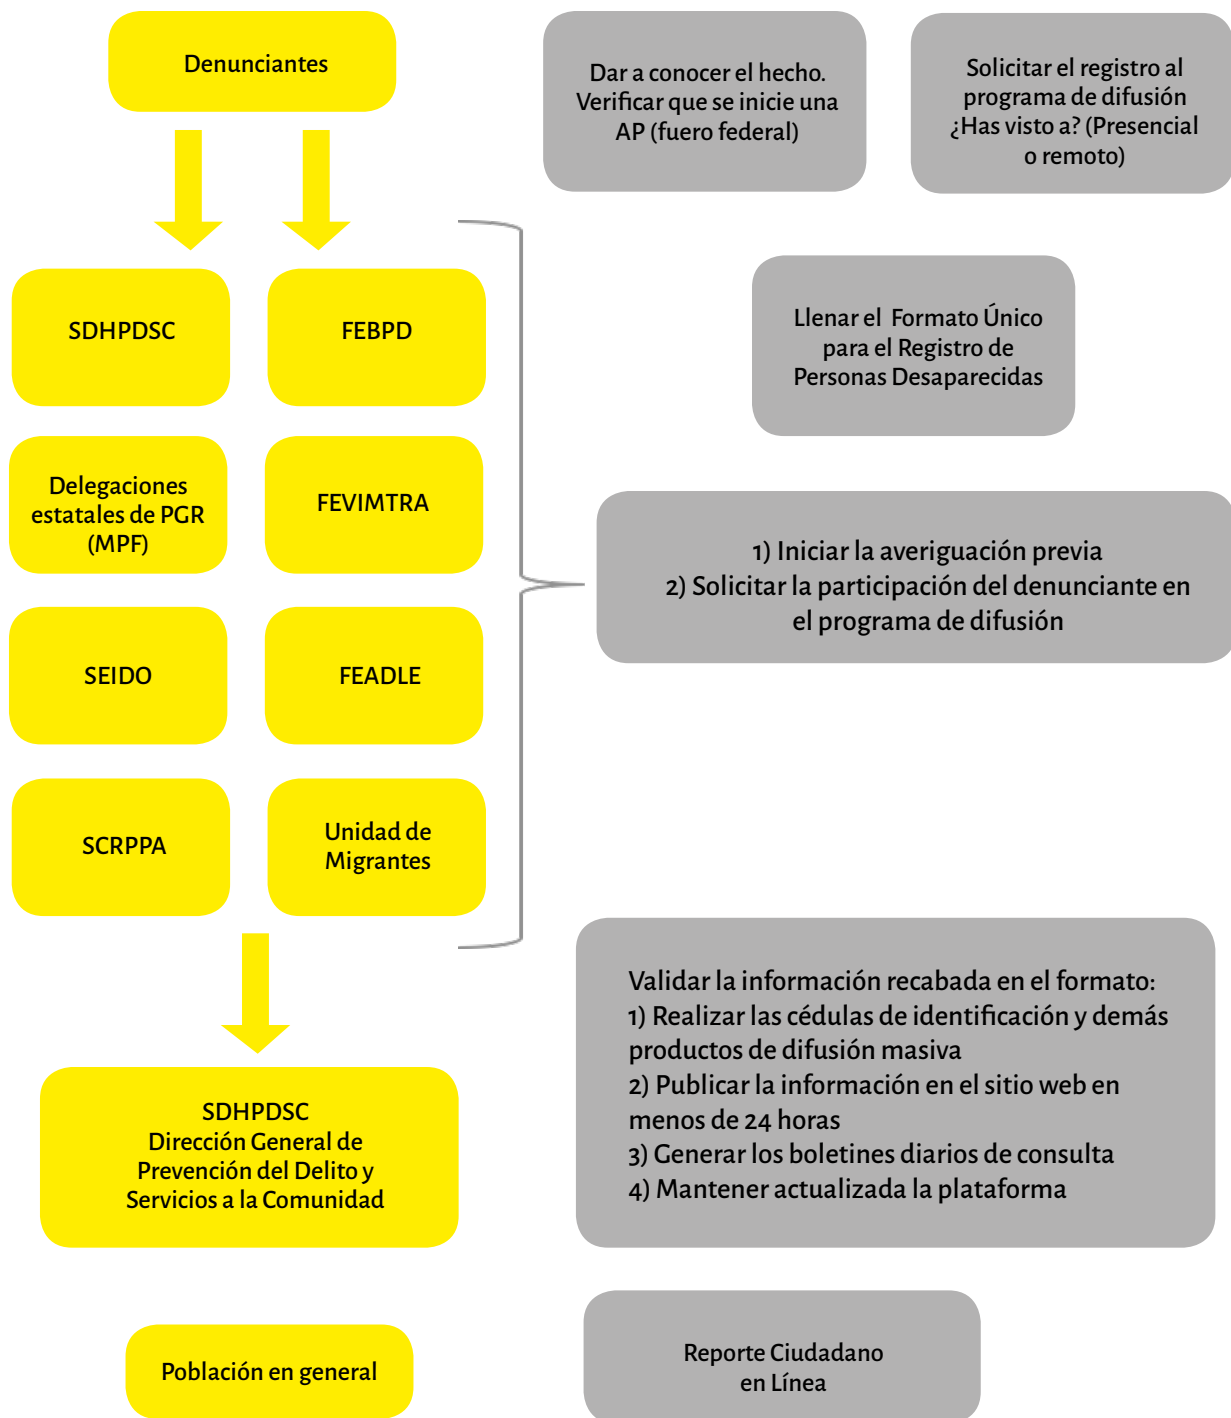 Denunciantes
Dar a conocer el hecho.
Verificar que se inicie una
AP (fuero federal)
Solicitar el registro al
programa de difusión
¿Has visto a? (Presencial
o remoto)
SDHPDSC
FEBPD
Llenar el Formato Único
para el Registro de
Personas Desaparecidas
Delegaciones
estatales de PGR
(MPF)
FEVIMTRA
1) Iniciar la averiguación previa
2) Solicitar la participación del denunciante en
el programa de difusión
SEIDO
FEADLE
SCRPPA
Unidad de
Migrantes
Validar la información recabada en el formato:
1) Realizar las cédulas de identificación y demás
productos de difusión masiva
2) Publicar la información en el sitio web en
menos de 24 horas
3) Generar los boletines diarios de consulta
4) Mantener actualizada la plataforma
SDHPDSC
Dirección General de
Prevención del Delito y
Servicios a la Comunidad
Población en general
Reporte Ciudadano
en Línea